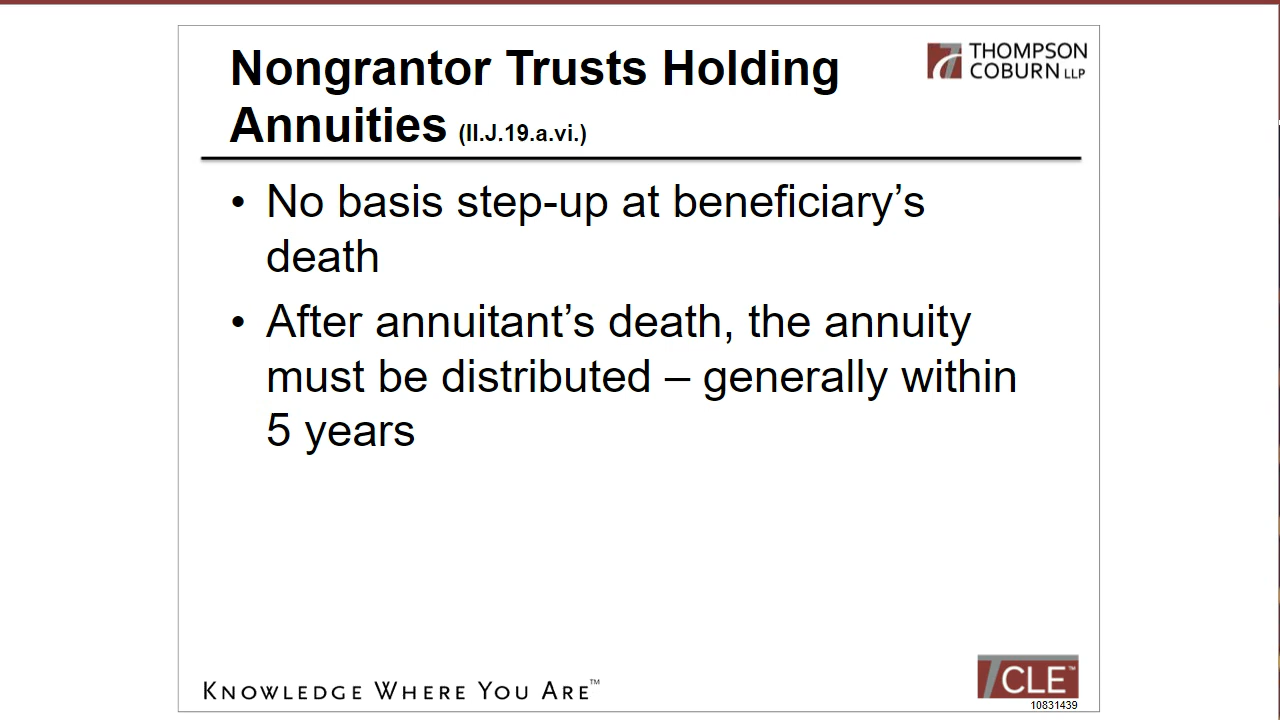 Nongrantor Trusts Holding
Annuities (II.J.19.a.vi.)
THOMPSON
COBURN LLP
• No basis step-up at beneficiary’s
death
• After annuitant’s death, the annuity
must be distributed – generally within
5 years
KNOWLEDGE WHERE YOU ARE™
TCLE™
10831439